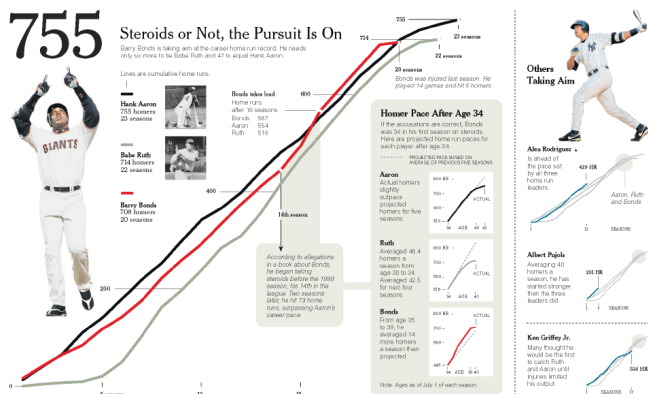 755
Steroids or Not, the Pursuit Is On
Barry Bonds is taking aim at the career home run record. He needs
only six more to tie Babe Ruth and 47 to equal Hank Aaron.
Lines are cumulative home runs.
Hank Aaron
755 homers
23 seasons
Babe Ruth
714 homers
22 seasons
Barry Bonds
708 homers
20 seasons
GIANTS
Bonds takes lead
Home runs
after 16 seasons
Bonds 567
Aaron 554
Ruth 516
755
23 seasons
714
22 seasons
20 seasons
Bonds was injured last season. He
played 14 games and hit 5 homers.
600
400
200
0
14th season
According to allegations
in a book about Bonds,
he began taking
steroids before the 1999
season, his 14th in the
league. Two seasons
later, he hit 73 home
runs, surpassing Aaron's
career pace.
Homer Pace After Age 34
If the accusations are correct, Bonds
was 34 in his first season on steroids.
Here are projected home run paces for
each player after age 34.
PROJECTED PACE BASED ON
AVERAGE OF PREVIOUS FIVE SEASONS
Aaron
Actual homers
slightly
outpace
projected
homers for five
seasons.
ACTUAL
AGE
Ruth
Averaged 46.4
homers a
season from
age 30 to 34.
Averaged 42.5
for next four
seasons.
ACTUAL
AGE
Bonds
From age 35
to 39, he
averaged 14
more homers
a season than
projected.
ACTUAL
AGE
Note: Ages as of July 1 of each season.
Others
Taking Aim
Alex Rodriguez
Is ahead of
the pace set
by all three
home run
leaders.
429 HR
Aaron, Ruth
and Bonds
SEASONS
Albert Pujols
Averaging 40
homers a
season, he has
started stronger
than the three
leaders did.
201 HR
SEASONS
Ken Griffey Jr.
Many thought he
would be the first
to catch Ruth
and Aaron until
injuries limited
his output.
536 HR
SEASONS